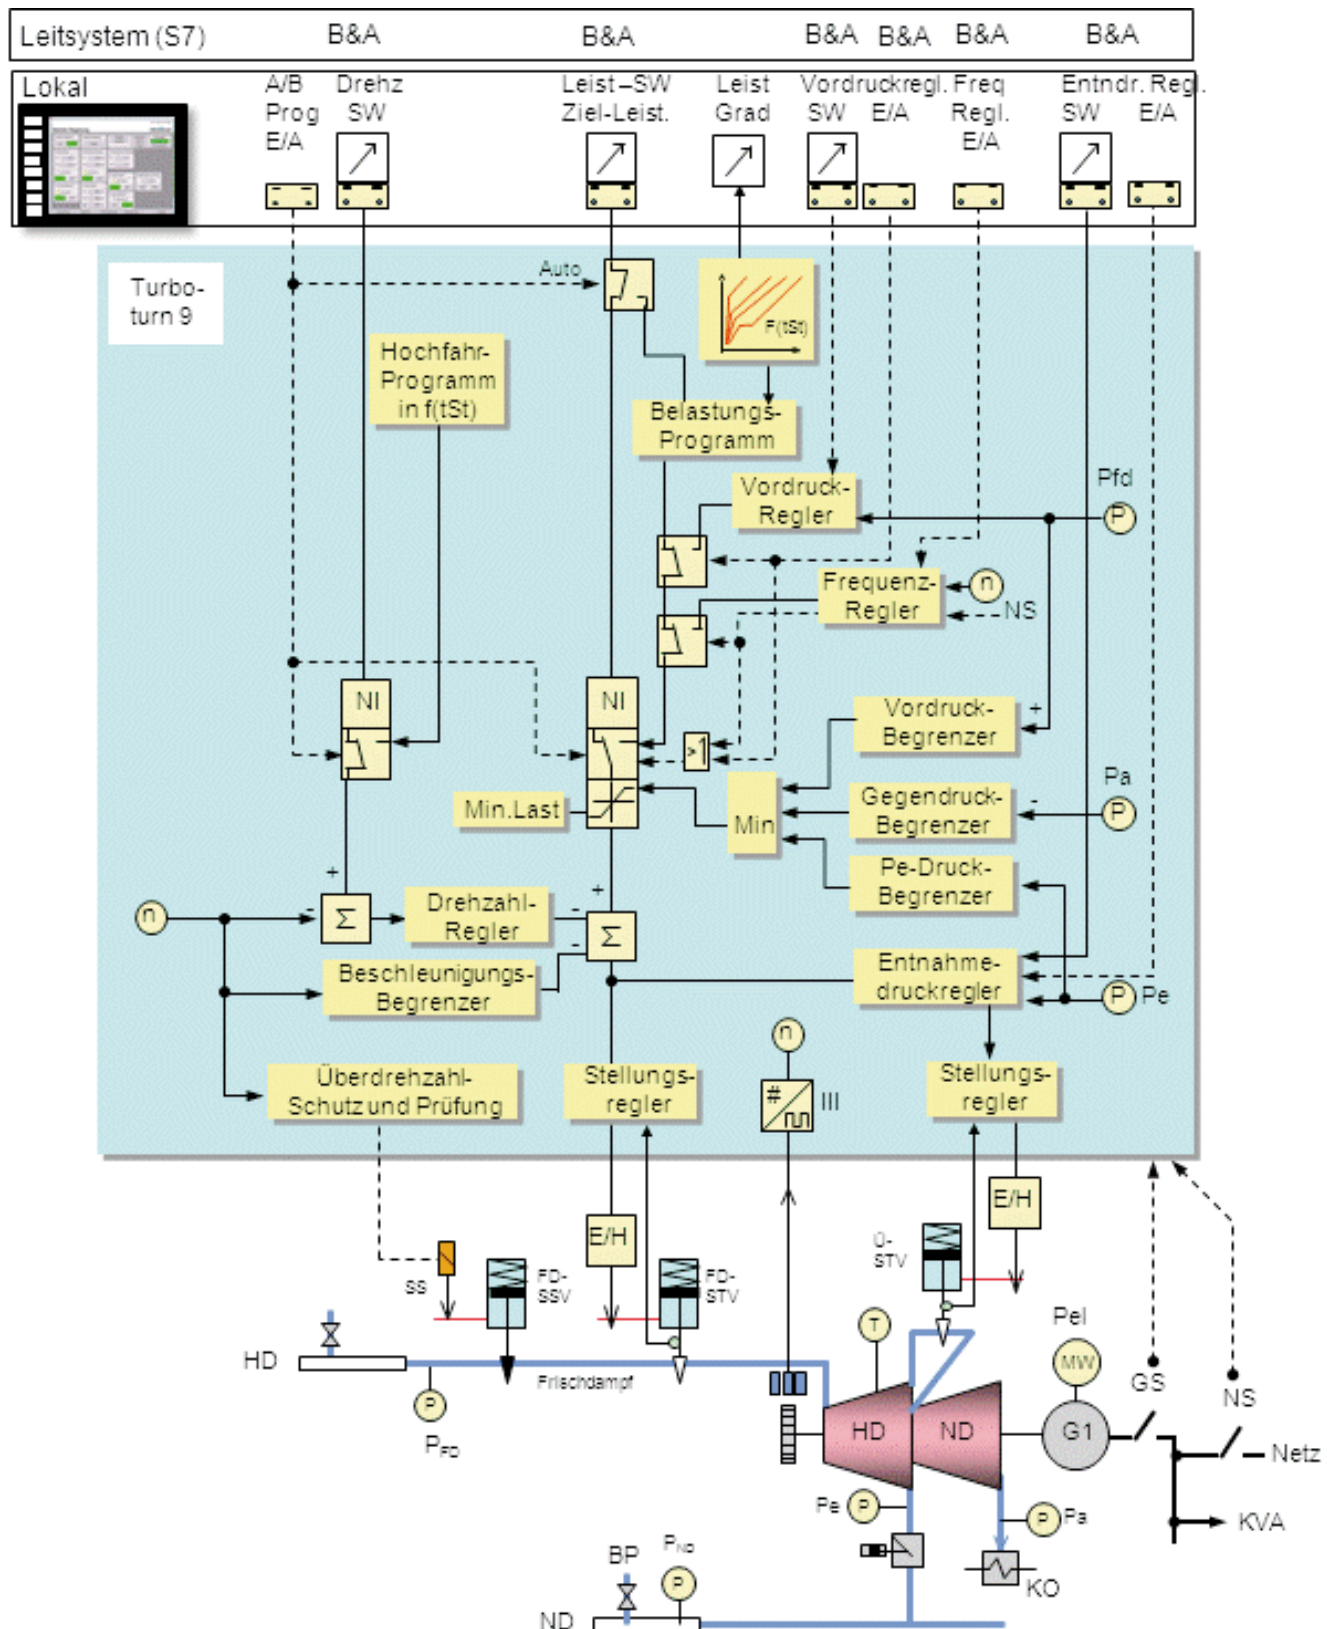 Leitsystem (S7) B&A B&A B&A B&A B&A B&A
Lokal
A/B
Prog
E/A
Drehz
SW
Leist–SW
Ziel-Leist.
Leist
Grad
Vordruckregl.
SW E/A
Freq
Regl.
E/A
Entndr. Regl.
SW E/A
Turbo-
turn 9
Auto
F(tSt)
Hochfahr-
Programm
in f(tSt)
Belastungs-
Programm
Vordruck-
Regler
Pfd
P
Frequenz-
Regler
n
NS
NI
NI
>1
Vordruck-
Begrenzer
+
Pa
P
Min.Last
Min
Gegendruck-
Begrenzer
-
Pe-Druck-
Begrenzer
+
+
n
-
Σ
Drehzahl-
Regler
-
-
Σ
Beschleunigungs-
Begrenzer
Entnahme-
druckregler
P
Pe
n
Überdrehzahl-
Schutz und Prüfung
Stellungs-
regler
#
III
Stellungs-
regler
E/H
E/H
SS
FD-
SSV
FD-
STV
Ü-
STV
T
Pel
MW
GS
NS
HD
Frischdampf
P
P FD
HD
ND
G1
Netz
Pe
P
P
Pa
KVA
BP
P ND
P
KO
ND